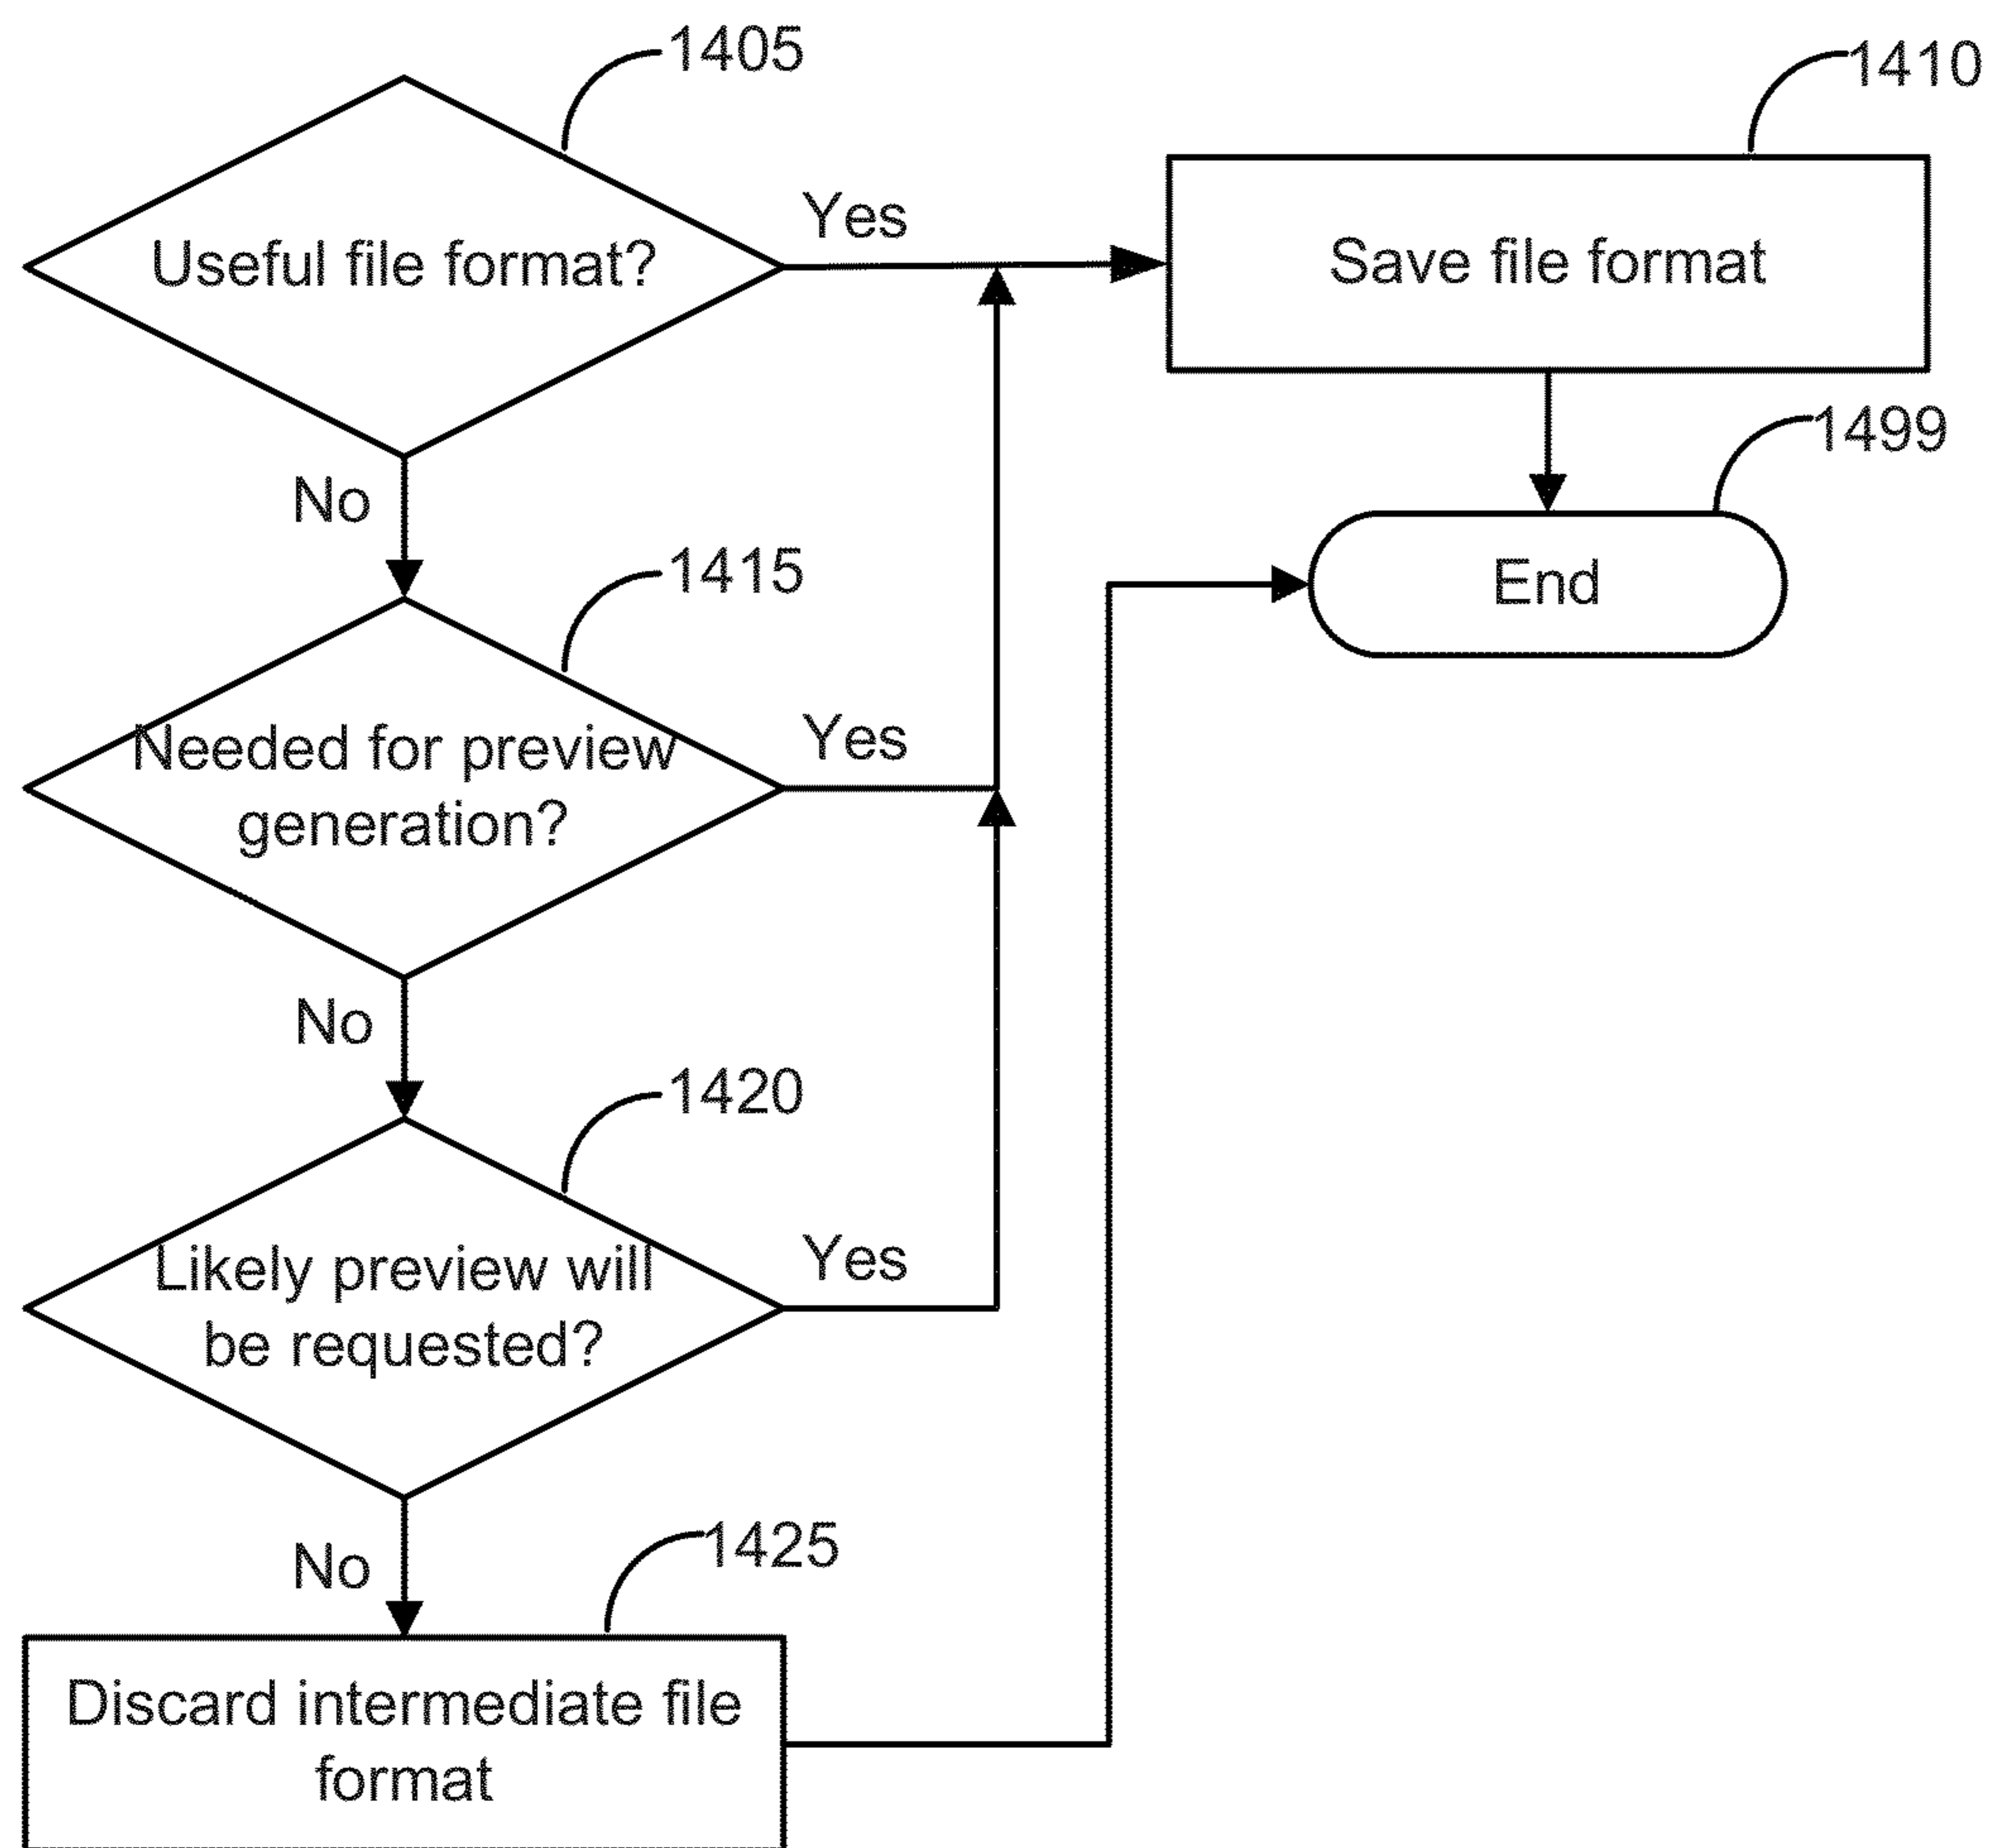 1405
1410
Useful file format?
Yes
Save file format
No
1499
1415
End
Needed for preview
generation?
Yes
No
1420
Likely preview will
be requested?
Yes
No
1425
Discard intermediate file
format